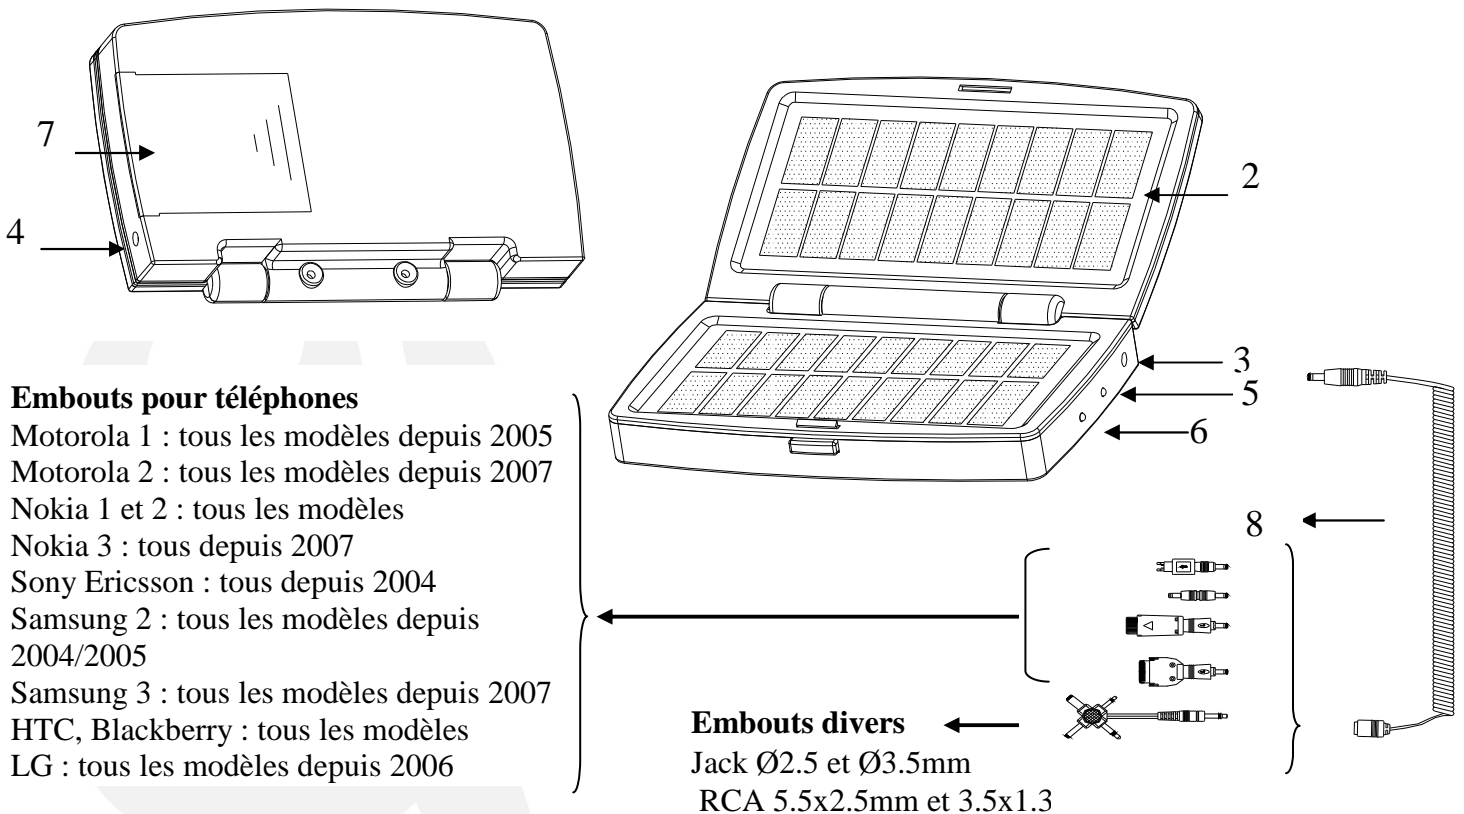 7
4
2
3
5
6
8
Embouts pour téléphones
Motorola 1 : tous les modèles depuis 2005
Motorola 2 : tous les modèles depuis 2007
Nokia 1 et 2 : tous les modèles
Nokia 3 : tous depuis 2007
Sony Ericsson : tous depuis 2004
Samsung 2 : tous les modèles depuis
2004/2005
Samsung 3 : tous les modèles depuis 2007
HTC, Blackberry : tous les modèles
LG : tous les modèles depuis 2006
Embouts divers
Jack Ø2.5 et Ø3.5mm
RCA 5.5x2.5mm et 3.5x1.3